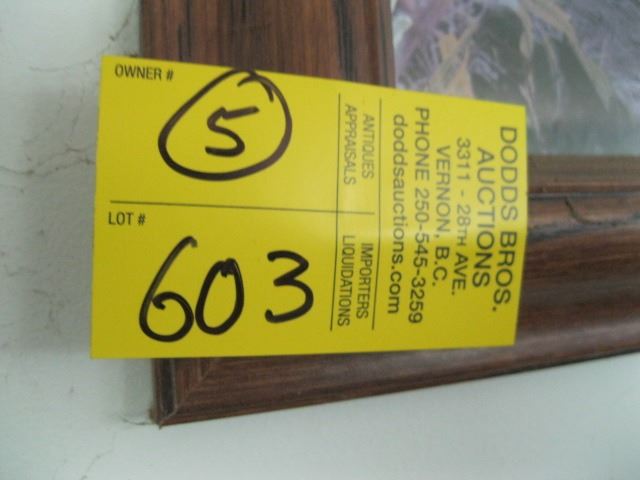 OWNER #
5
LOT #
603
ANTIQUES
APPRAISALS
IMPORTERS
LIQUIDATIONS
DODDS BROS.
AUCTIONS
3311 - 28TH AVE.
VERNON, B.C.
PHONE 250-545-3259
doddsauctions.com